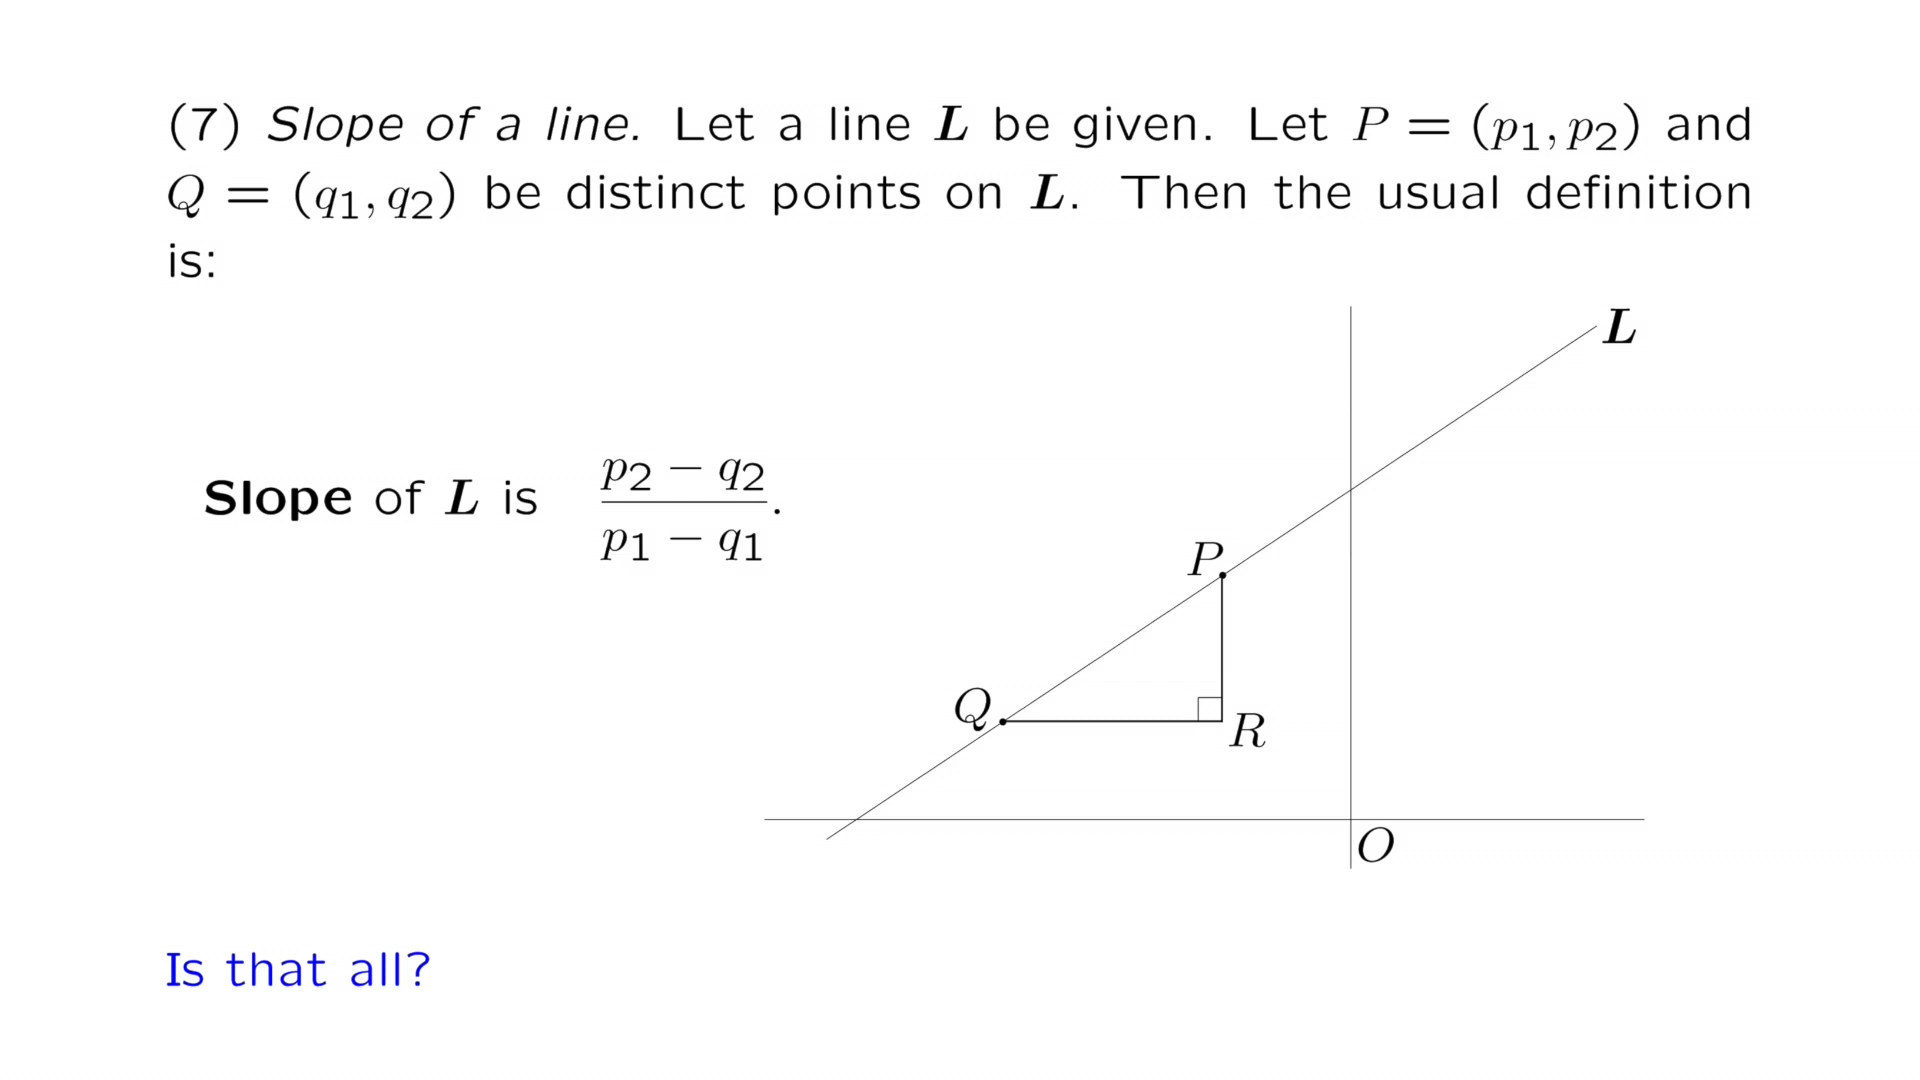 (7) Slope of a line. Let a line L be given. Let P = (p₁, p₂) and
Q = (q₁, q₂) be distinct points on L. Then the usual definition
is:
L
Slope of L is (p₂ − q₂)/(p₁ − q₁).
P
Q
R
O
Is that all?